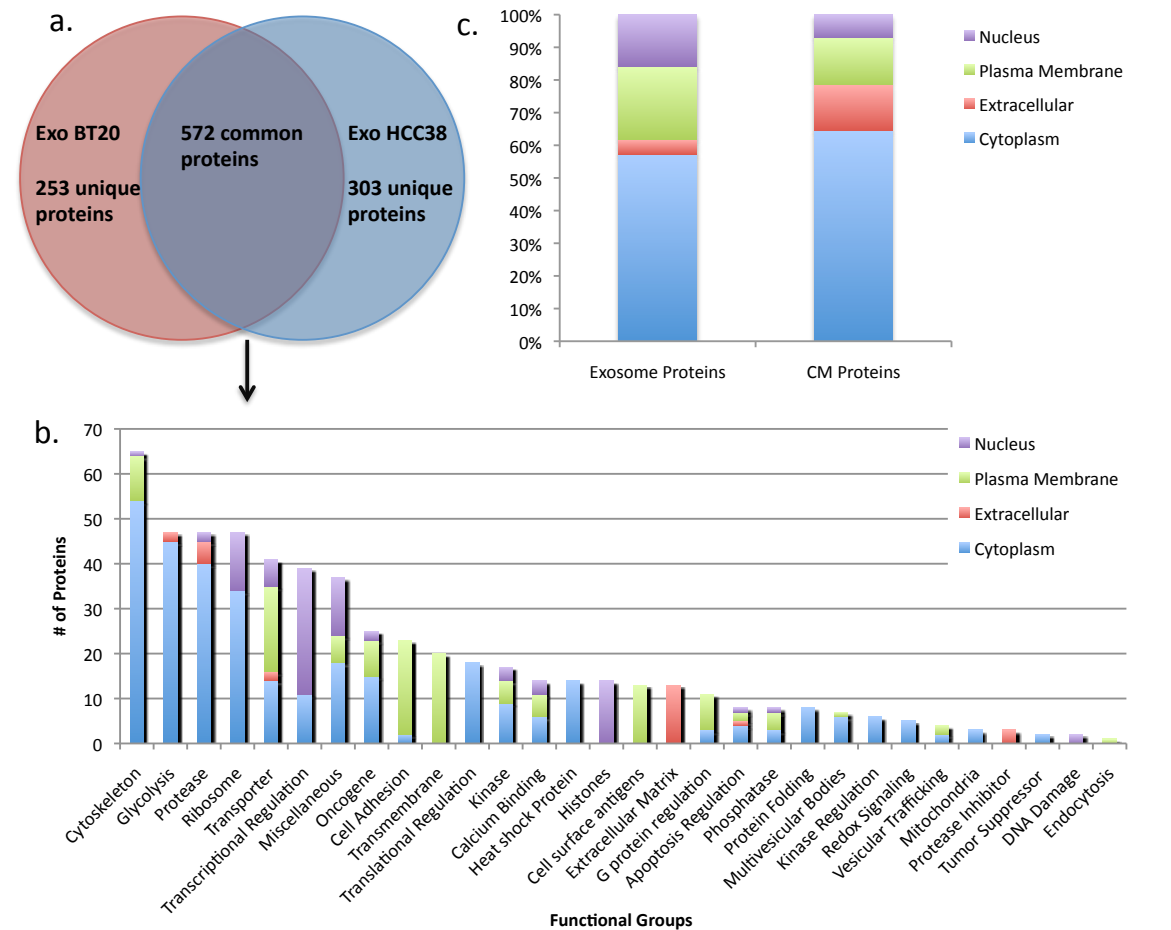 a.
Exo BT20
253 unique
proteins
572 common
proteins
Exo HCC38
303 unique
proteins
c.
100%
90%
80%
70%
60%
50%
40%
30%
20%
10%
0%
Exosome Proteins
CM Proteins
Nucleus
Plasma Membrane
Extracellular
Cytoplasm
b.
# of Proteins
70
60
50
40
30
20
10
0
Nucleus
Plasma Membrane
Extracellular
Cytoplasm
Cytoskeleton
Glycolysis
Protease
Ribosome
Transporter
Transcriptional Regulation
Miscellaneous
Oncogene
Cell Adhesion
Transmembrane
Translational Regulation
Kinase
Calcium Binding
Heat shock Protein
Histones
Cell surface antigens
Extracellular Matrix
G protein regulation
Apoptosis Regulation
Phosphatase
Protein Folding
Multivesicular Bodies
Kinase Regulation
Redox Signaling
Vesicular Trafficking
Mitochondria
Protease Inhibitor
Tumor Suppressor
DNA Damage
Endocytosis
Functional Groups